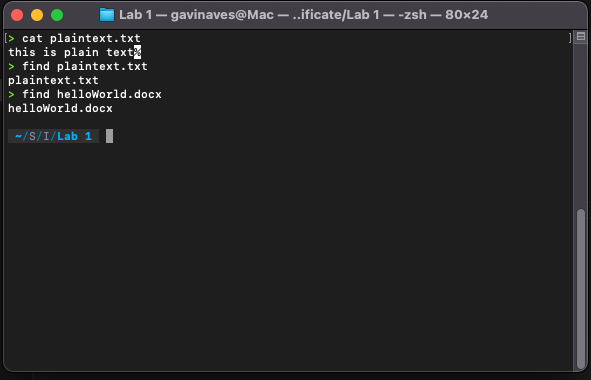 Lab 1 — gavinaves@Mac — ..ificate/Lab 1 — -zsh — 80×24
[> cat plaintext.txt ]
this is plain text%
> find plaintext.txt
plaintext.txt
> find helloWorld.docx
helloWorld.docx
~/S/I/Lab 1